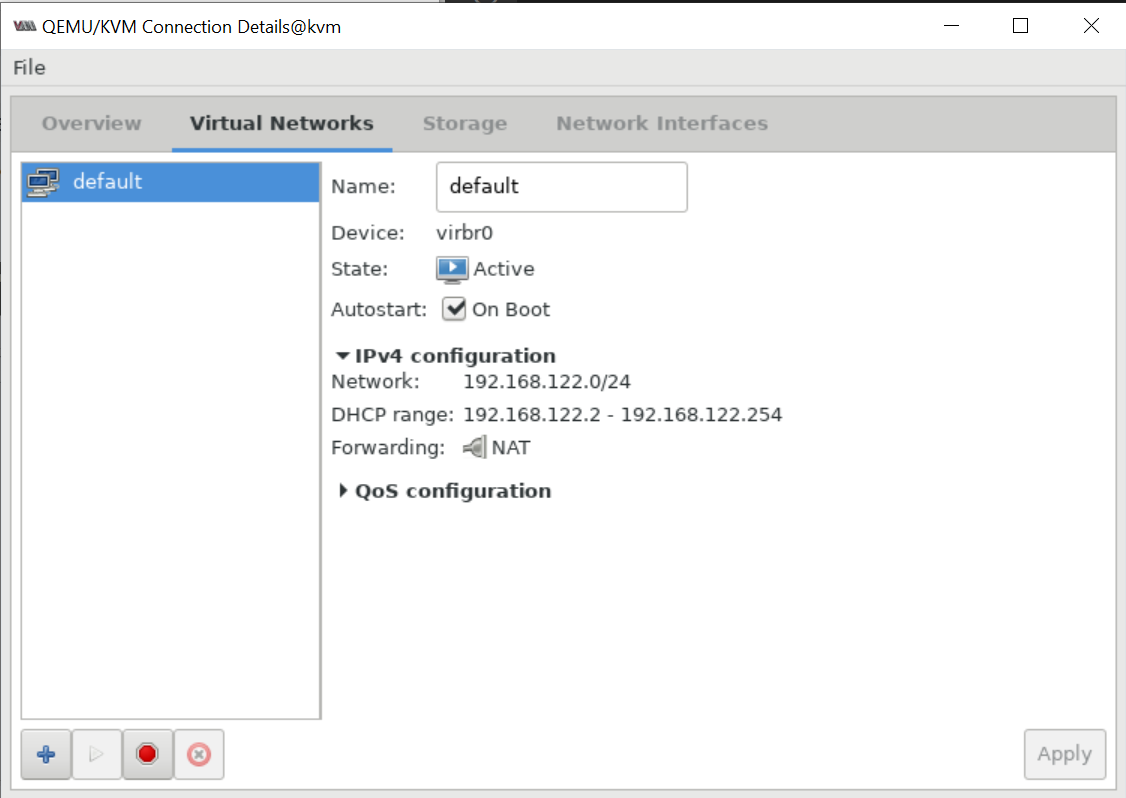 QEMU/KVM Connection Details@kvm
File
Overview Virtual Networks Storage Network Interfaces
default
Name: default
Device: virbr0
State: Active
Autostart: On Boot
IPv4 configuration
Network: 192.168.122.0/24
DHCP range: 192.168.122.2 - 192.168.122.254
Forwarding: NAT
QoS configuration
Apply